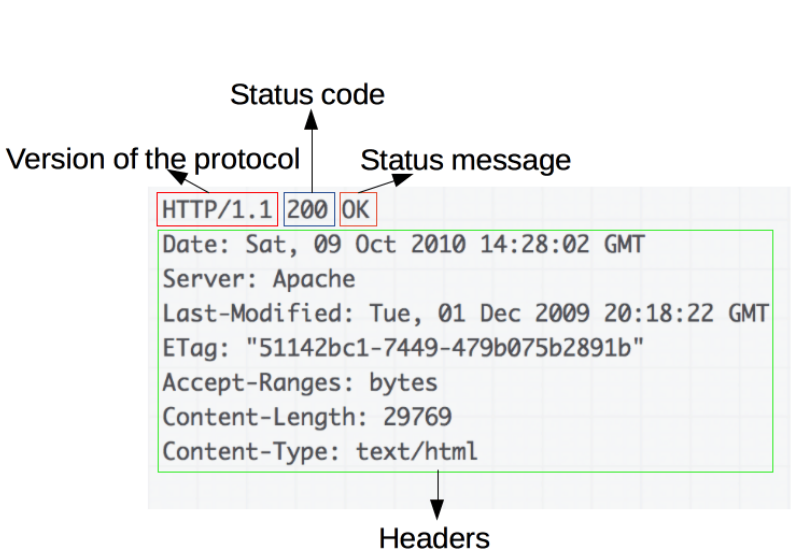 Status code
Version of the protocol
Status message
HTTP/1.1 200 OK
Date: Sat, 09 Oct 2010 14:28:02 GMT
Server: Apache
Last-Modified: Tue, 01 Dec 2009 20:18:22 GMT
ETag: "51142bc1-7449-479b075b2891b"
Accept-Ranges: bytes
Content-Length: 29769
Content-Type: text/html
Headers